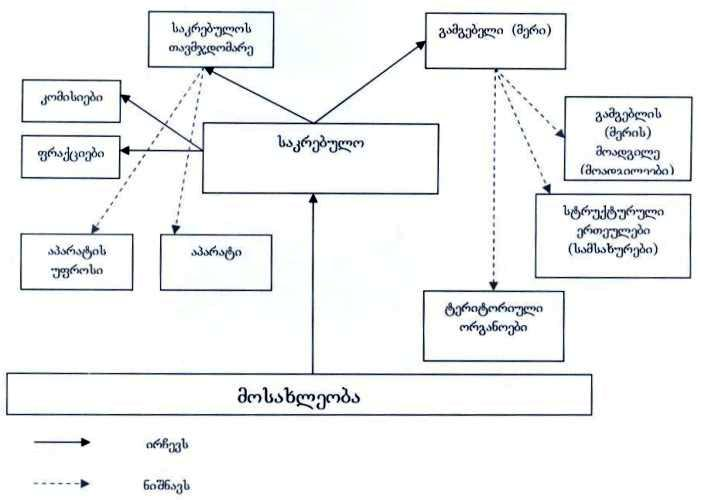 საკრებულოს
თავმჯდომარე
გამგებელი (მერი)
კომისიები
ფრაქციები
საკრებულო
გამგებლის
(მერის)
მოადგილე
(მოადგილეები)
სტრუქტურული
ერთეულები
(სამსახურები)
აპარატის
უფროსი
აპარატი
ტერიტორიული
ორგანოები
მოსახლეობა
ირჩევს
ნიშნავს